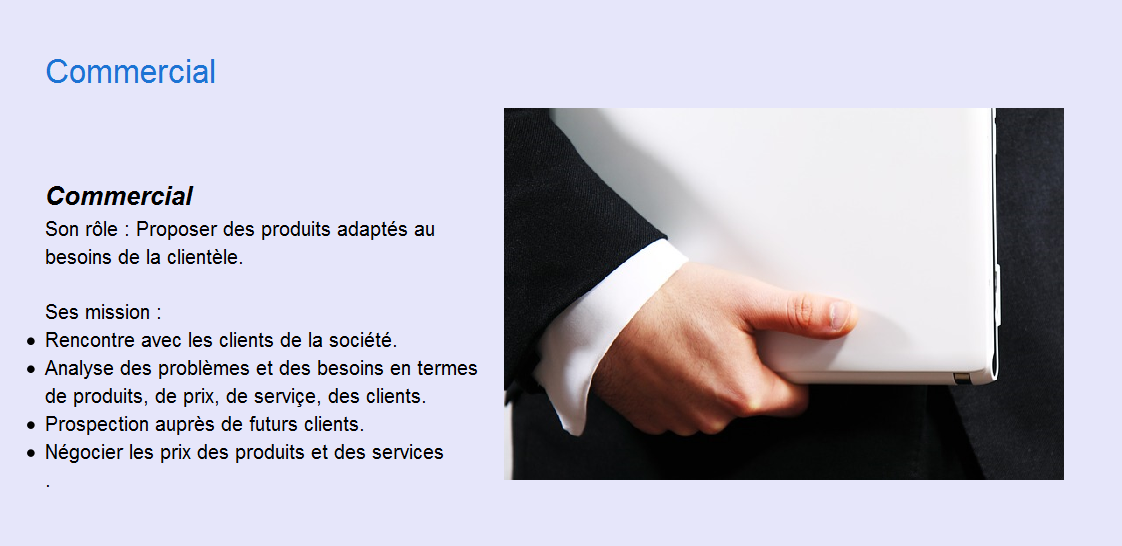 Commercial
Commercial
Son rôle : Proposer des produits adaptés au
besoins de la clientèle.
Ses mission :
• Rencontre avec les clients de la société.
• Analyse des problèmes et des besoins en termes
de produits, de prix, de serviçe, des clients.
• Prospection auprès de futurs clients.
• Négocier les prix des produits et des services
.